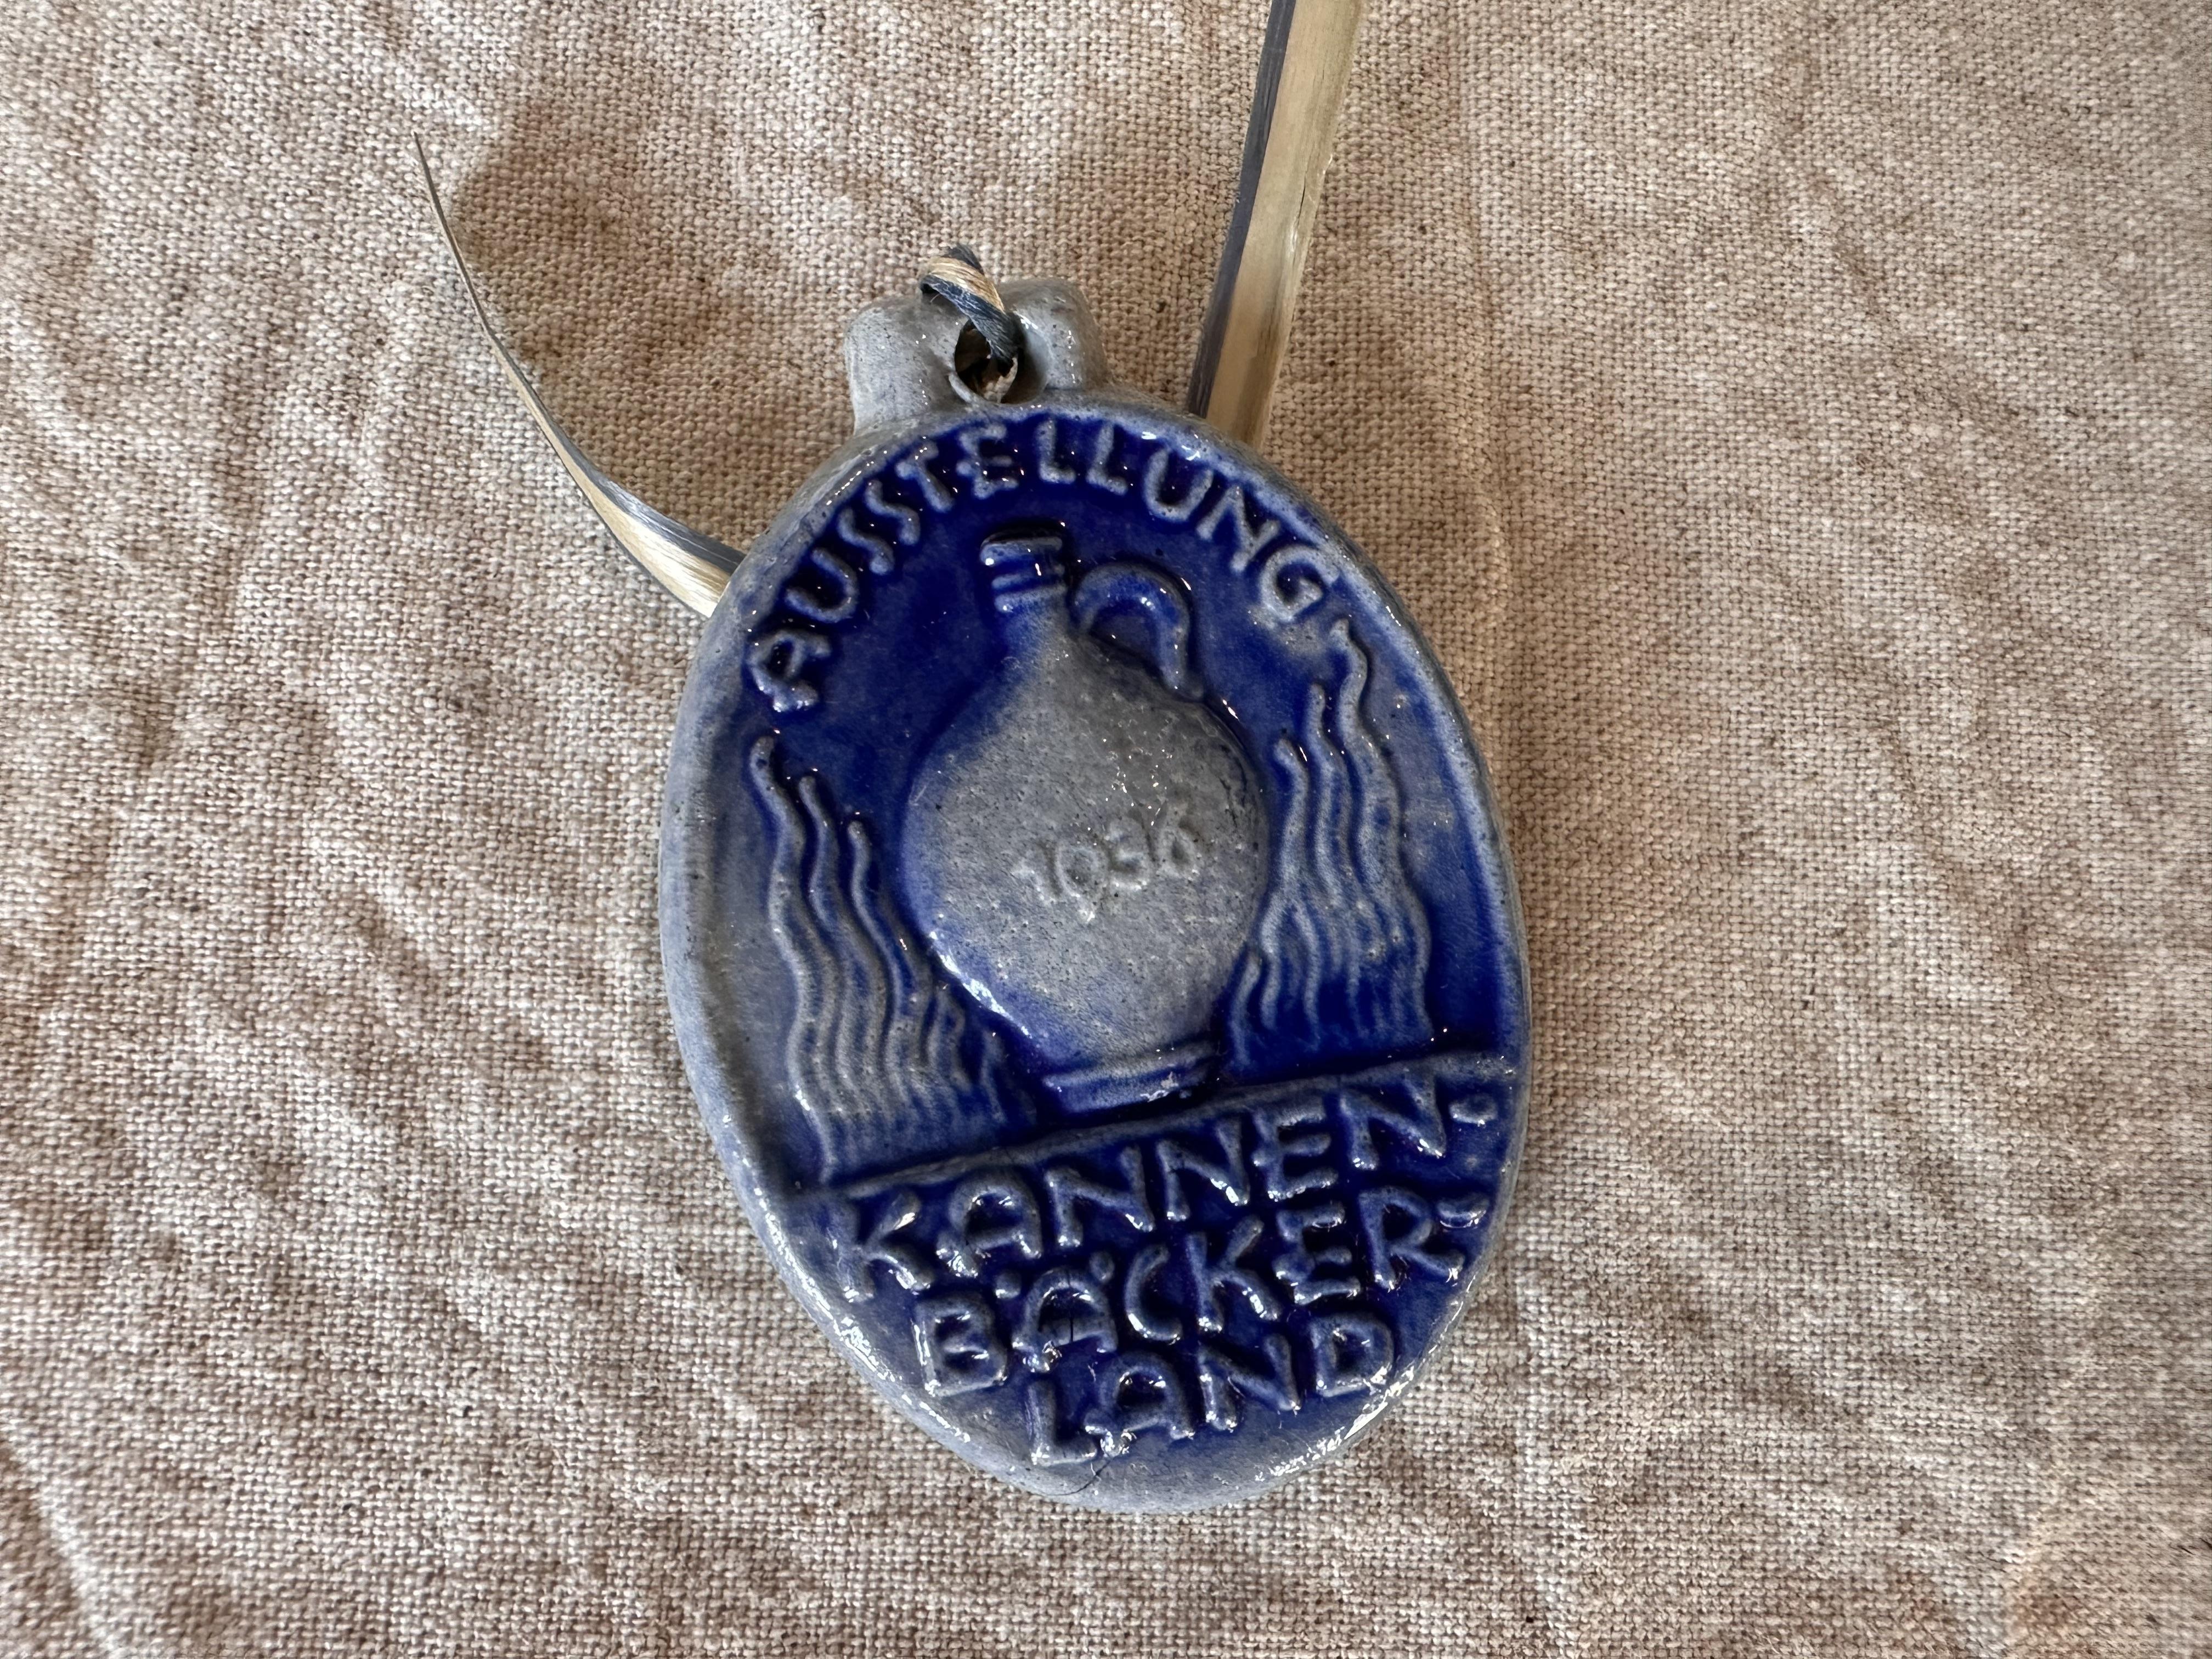 AUSSTELLUNG
1936
KANNEN-
BÄCKER-
LAND